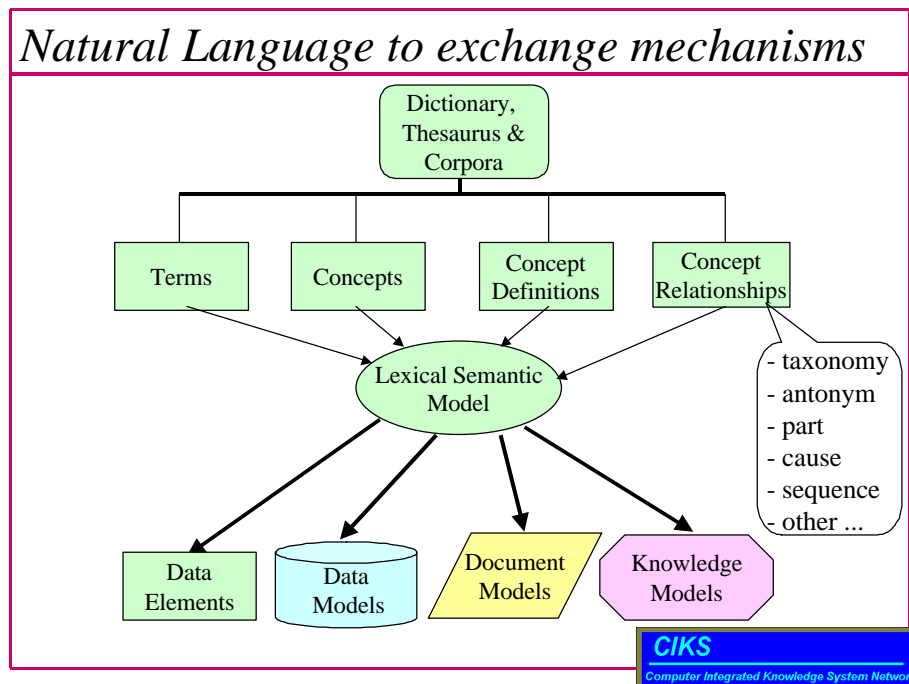 Natural Language to exchange mechanisms
Dictionary,
Thesaurus &
Corpora
Terms
Concepts
Concept
Definitions
Concept
Relationships
- taxonomy
- antonym
- part
- cause
- sequence
- other ...
Lexical Semantic
Model
Data
Elements
Data
Models
Document
Models
Knowledge
Models
CIKS
Computer Integrated Knowledge System Networ